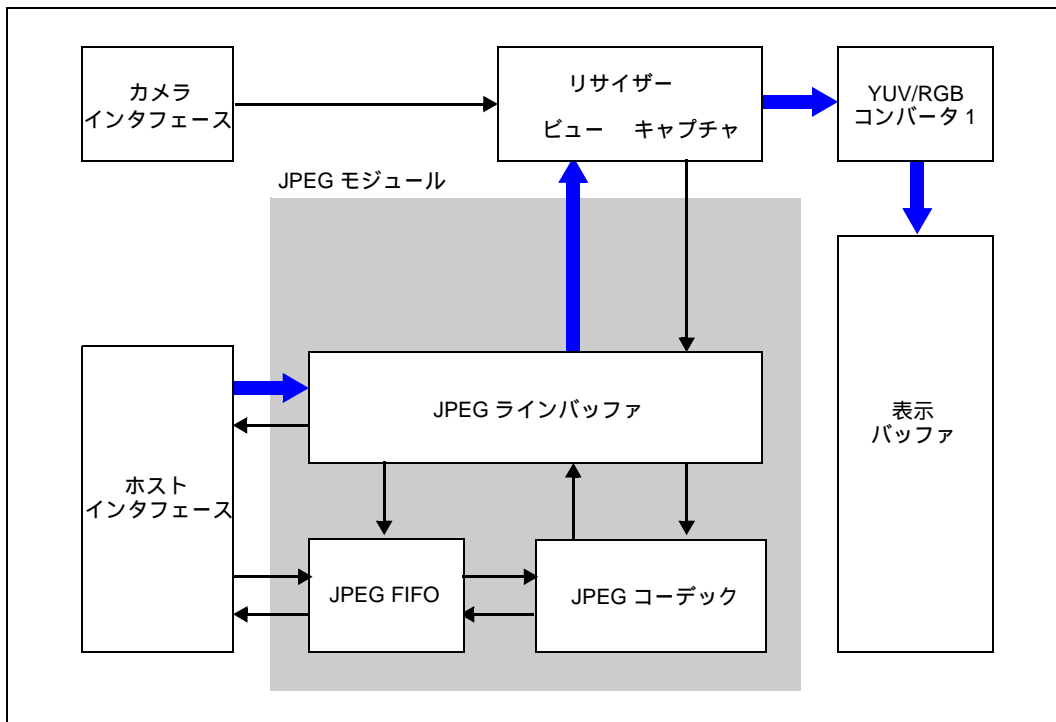 カメラ
インタフェース
リサイザー
ビュー キャプチャ
YUV/RGB
コンバータ 1
JPEG モジュール
JPEG ラインバッファ
表示
バッファ
ホスト
インタフェース
JPEG FIFO
JPEG コーデック